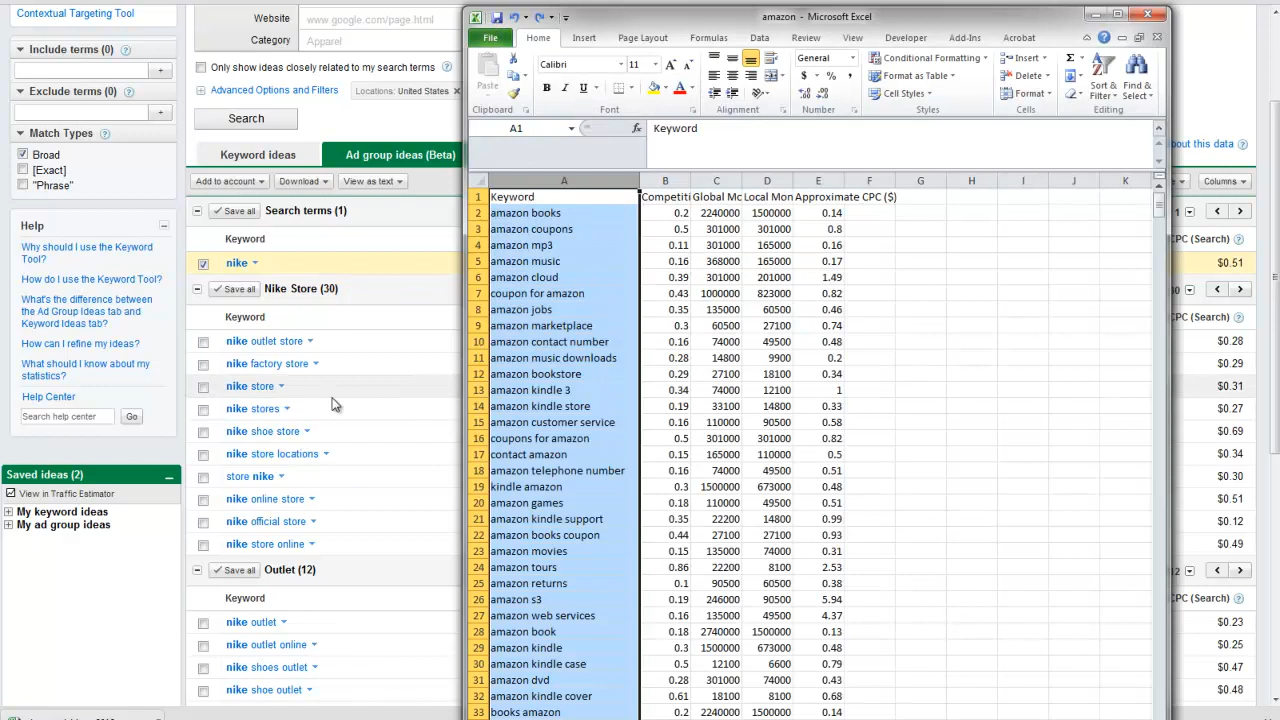 Contextual Targeting Tool
Include terms (0)
Exclude terms (0)
Match Types
Broad
[Exact]
"Phrase"
Help
Why should I use the Keyword
Tool?
How do I use the Keyword Tool?
What's the difference between
the Ad Group Ideas tab and
Keyword Ideas tab?
How can I refine my ideas?
What should I know about my
statistics?
Help Center
Search help center Go
Saved ideas (2)
View in Traffic Estimator
My keyword ideas
My ad group ideas
Website www.google.com/page.html
Category Apparel
Only show ideas closely related to my search terms
Advanced Options and Filters Locations: United States
Search
Keyword ideas Ad group ideas (Beta)
Add to account Download View as text
Save all Search terms (1)
Keyword
nike
Save all Nike Store (30)
Keyword
nike outlet store
nike factory store
nike store
nike stores
nike shoe store
nike store locations
store nike
nike online store
nike official store
nike store online
Save all Outlet (12)
Keyword
nike outlet
nike outlet online
nike shoes outlet
nike shoe outlet
amazon - Microsoft Excel
File Home Insert Page Layout Formulas Data Review View Developer Add-Ins Acrobat
Paste
Clipboard
Calibri 11
B I U
Font
Alignment
General
$ % ,
Number
Conditional Formatting
Format as Table
Cell Styles
Styles
Insert
Delete
Format
Cells
Sort & Filter
Find & Select
Editing
A1 fx Keyword
A B C D E F G H I J K
1 Keyword Competiti Global Mo Local Mon Approximate CPC ($)
2 amazon books 0.2 2240000 1500000 0.14
3 amazon coupons 0.5 301000 301000 0.8
4 amazon mp3 0.11 301000 165000 0.16
5 amazon music 0.16 368000 165000 0.17
6 amazon cloud 0.39 301000 201000 1.49
7 coupon for amazon 0.43 1000000 823000 0.82
8 amazon jobs 0.35 135000 60500 0.46
9 amazon marketplace 0.3 60500 27100 0.74
10 amazon contact number 0.16 74000 49500 0.48
11 amazon music downloads 0.28 14800 9900 0.2
12 amazon bookstore 0.29 27100 18100 0.34
13 amazon kindle 3 0.34 74000 12100 1
14 amazon kindle store 0.19 33100 14800 0.33
15 amazon customer service 0.16 110000 90500 0.58
16 coupons for amazon 0.5 301000 301000 0.82
17 contact amazon 0.15 165000 110000 0.5
18 amazon telephone number 0.16 74000 49500 0.51
19 kindle amazon 0.3 1500000 673000 0.48
20 amazon games 0.18 110000 49500 0.51
21 amazon kindle support 0.35 22200 14800 0.99
22 amazon books coupon 0.44 27100 27100 0.93
23 amazon movies 0.15 135000 74000 0.31
24 amazon tours 0.86 22200 8100 2.53
25 amazon returns 0.1 90500 60500 0.38
26 amazon s3 0.19 246000 90500 5.94
27 amazon web services 0.16 135000 49500 4.37
28 amazon book 0.18 2740000 1500000 0.13
29 amazon kindle 0.3 1500000 673000 0.48
30 amazon kindle case 0.5 12100 6600 0.79
31 amazon dvd 0.28 301000 74000 0.43
32 amazon kindle cover 0.61 18100 8100 0.68
33 books amazon 0.2 2240000 1500000 0.14
bout this data
Columns
1
CPC (Search)
$0.51
30
CPC (Search)
$0.28
$0.29
$0.31
$0.27
$0.69
$0.34
$0.30
$0.51
$0.12
$0.49
12
CPC (Search)
$0.23
$0.25
$0.47
$0.48